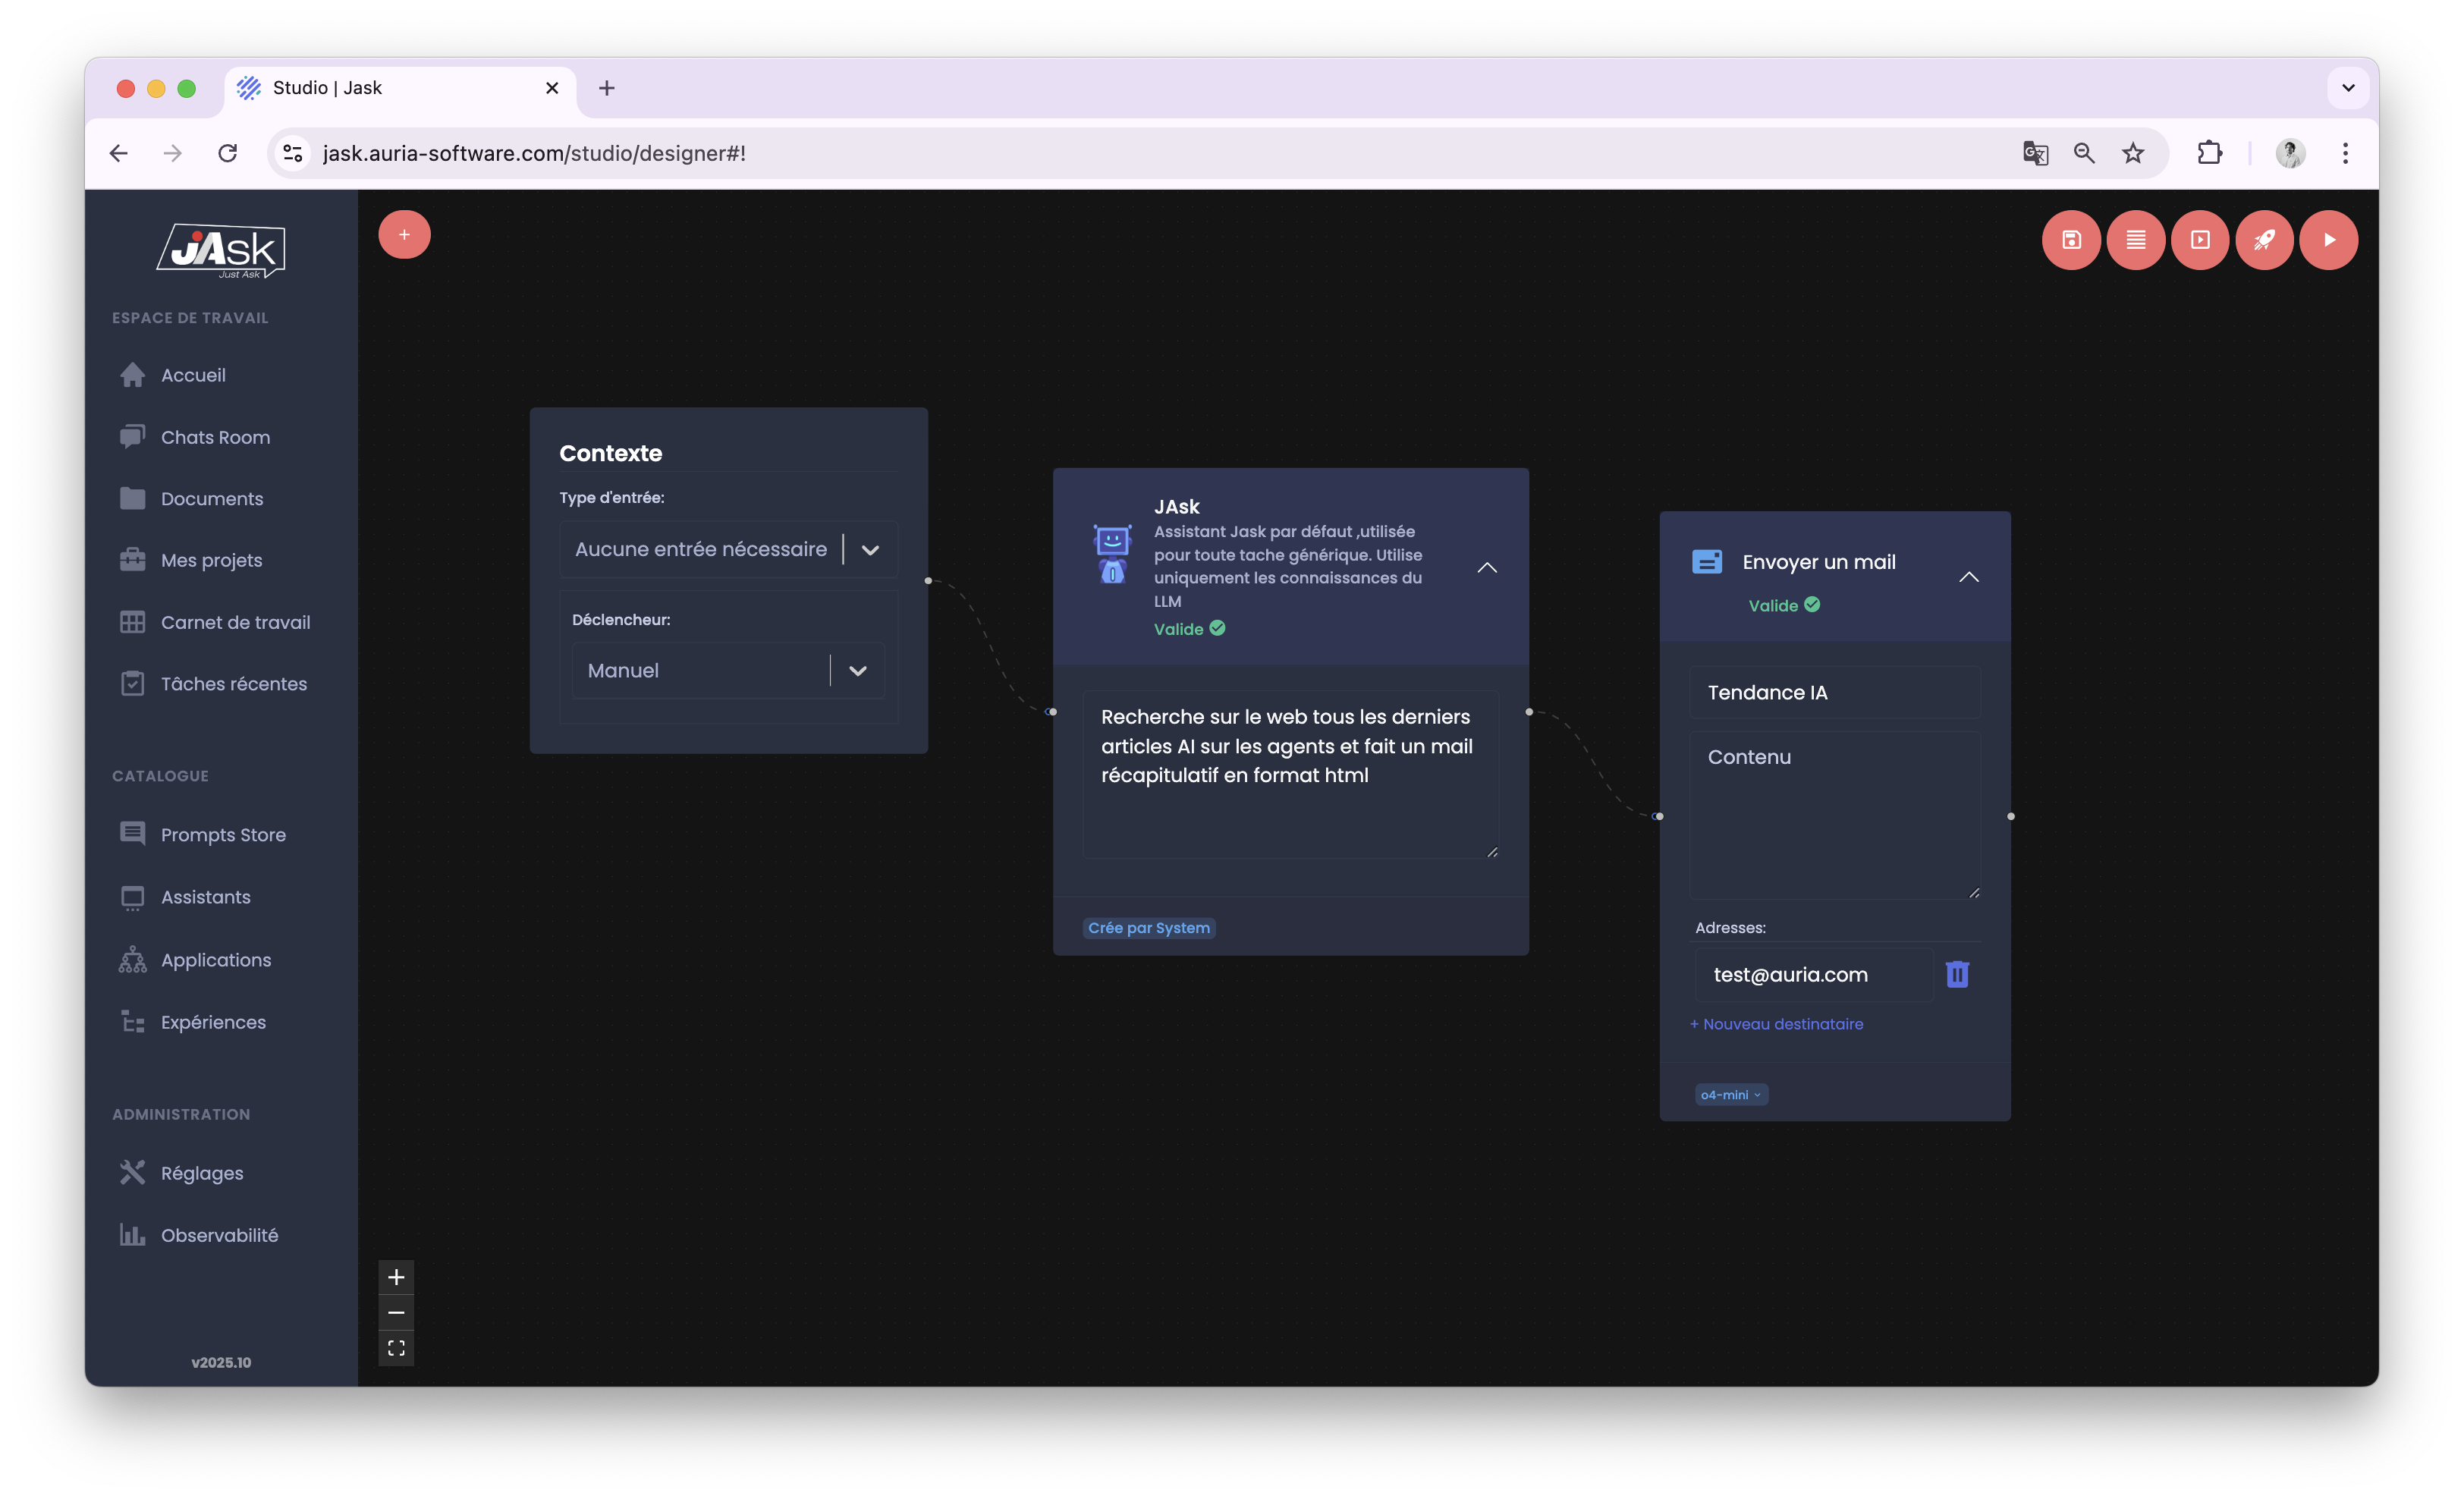 Studio | Jask
jask.auria-software.com/studio/designer#!
jAsk
Just Ask
ESPACE DE TRAVAIL
Accueil
Chats Room
Documents
Mes projets
Carnet de travail
Tâches récentes
CATALOGUE
Prompts Store
Assistants
Applications
Expériences
ADMINISTRATION
Réglages
Observabilité
v2025.10
Contexte
Type d'entrée:
Aucune entrée nécessaire
Déclencheur:
Manuel
JAsk
Assistant Jask par défaut ,utilisée
pour toute tache générique. Utilise
uniquement les connaissances du
LLM
Valide
Recherche sur le web tous les derniers
articles AI sur les agents et fait un mail
récapitulatif en format html
Crée par System
Envoyer un mail
Valide
Tendance IA
Contenu
Adresses:
test@auria.com
+ Nouveau destinataire
o4-mini